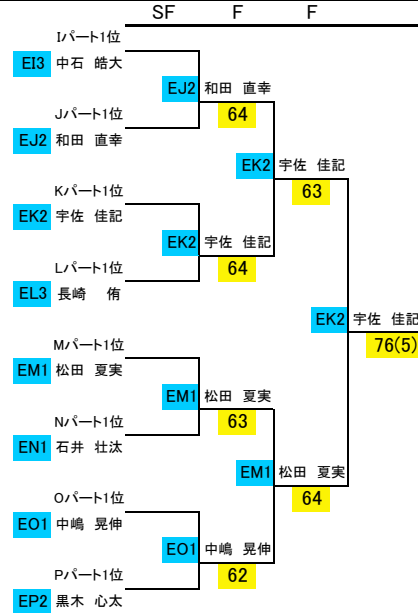 SF F F
Iパート1位
EI3 中石 皓大
EJ2 和田 直幸
64
Jパート1位
EJ2 和田 直幸
EK2 宇佐 佳記
63
Kパート1位
EK2 宇佐 佳記
EK2 宇佐 佳記
64
Lパート1位
EL3 長崎 侑
EK2 宇佐 佳記
76(5)
Mパート1位
EM1 松田 夏実
EM1 松田 夏実
63
Nパート1位
EN1 石井 壮汰
EM1 松田 夏実
64
Oパート1位
EO1 中嶋 晃伸
EO1 中嶋 晃伸
62
Pパート1位
EP2 黒木 心太